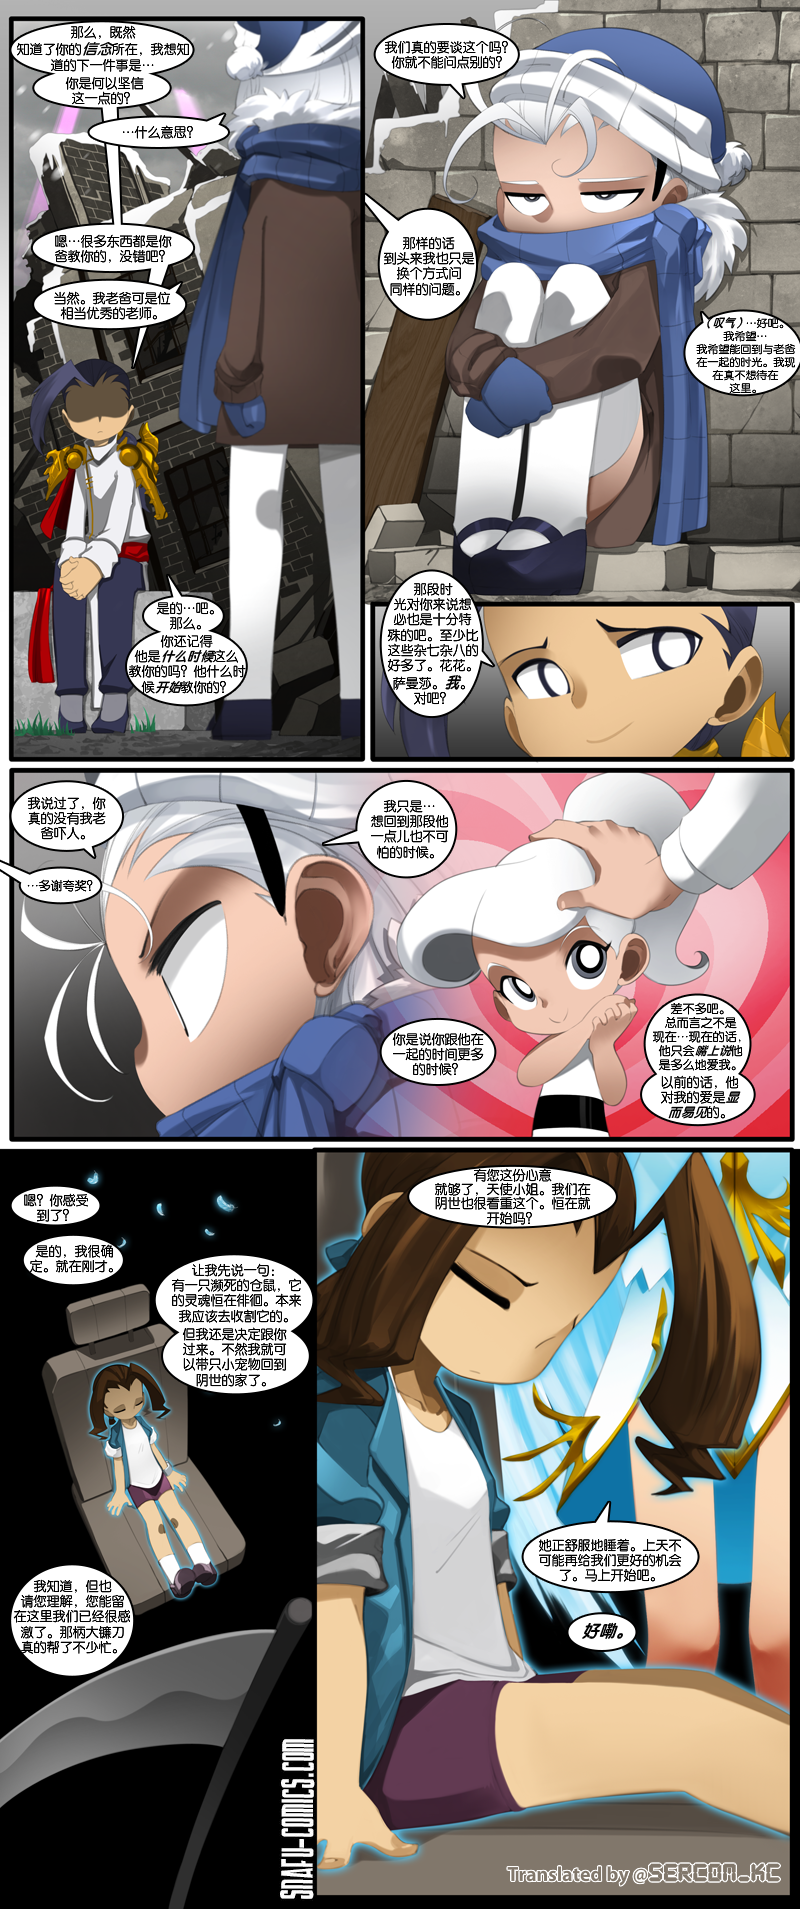 那么，既然
知道了你的信念所在，我想知
道的下一件事是…
你是何以坚信
这一点的？
…什么意思？
嗯…很多东西都是你
爸教你的，没错吧？
当然。我老爸可是位
相当优秀的老师。
是的…吧。
那么。
你还记得
他是什么时候这么
教你的吗？他什么时
候开始教你的？
我们真的要谈这个吗？
你就不能问点别的？
那样的话
到头来我也只是
换个方式问
同样的问题。
（叹气）…好吧。
我希望…
我希望能回到与老爸
在一起的时光。我现
在真不想待在
这里。
那段时
光对你来说想
必也是十分特
殊的吧。至少比
这些杂七杂八的
好多了。花花。
萨曼莎。我。
对吧？
我说过了，你
真的没有我老
爸吓人。
…多谢夸奖？
我只是…
想回到那段他
一点儿也不可
怕的时候。
你是说你跟他在
一起的时间更多
的时候？
差不多吧。
总而言之不是
现在…现在的话，
他只会嘴上说他
是多么地爱我。
以前的话，他
对我的爱是显
而易见的。
嗯？你感受
到了？
是的，我很确
定。就在刚才。
让我先说一句：
有一只濒死的仓鼠，它
的灵魂恒在徘徊。本来
我应该去收割它的。
但我还是决定跟你
过来。不然我就可
以带只小宠物回到
阴世的家了。
我知道，但也
请您理解，您能留
在这里我们已经很感
激了。那柄大镰刀
真的帮了不少忙。
有您这份心意
就够了，天使小姐。我们在
阴世也很看重这个。恒在就
开始吗？
她正舒服地睡着。上天不
可能再给我们更好的机会
了。马上开始吧。
好嘞。
SNAFU-COMICS.COM
Translated by @SERCON_KC